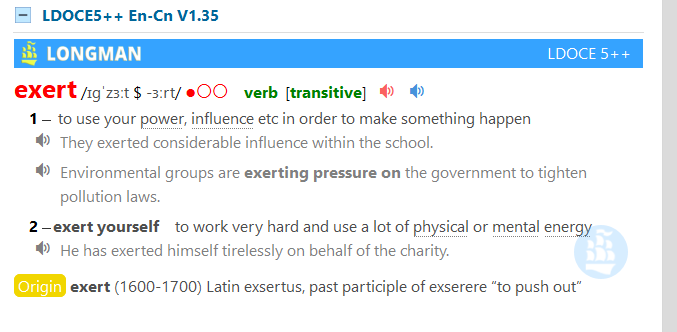 LDOCE5++ En-Cn V1.35
LONGMAN LDOCE 5++
exert /ɪɡˈzɜːt $ -ɜːrt/ ●○○ verb [transitive]
1 – to use your power, influence etc in order to make something happen
They exerted considerable influence within the school.
Environmental groups are exerting pressure on the government to tighten
pollution laws.
2 – exert yourself to work very hard and use a lot of physical or mental energy
He has exerted himself tirelessly on behalf of the charity.
Origin exert (1600-1700) Latin exsertus, past participle of exserere “to push out”